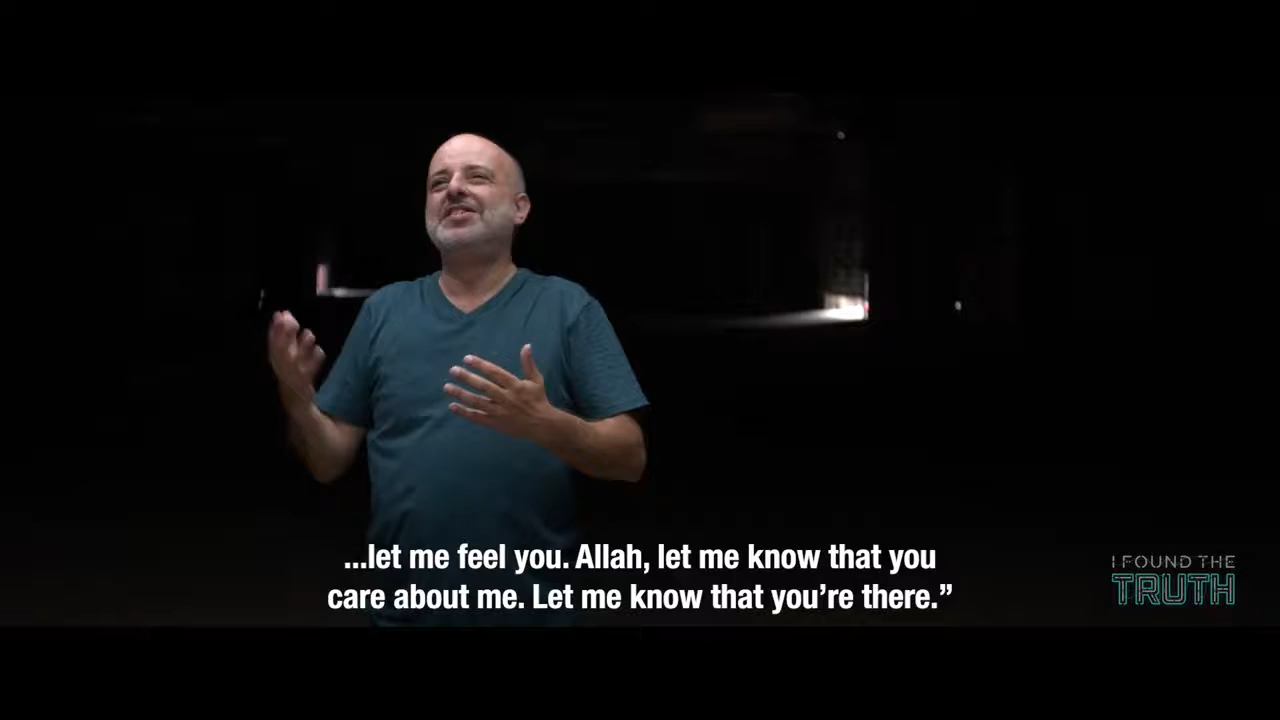 ...let me feel you. Allah, let me know that you
care about me. Let me know that you’re there.”
I FOUND THE
TRUTH